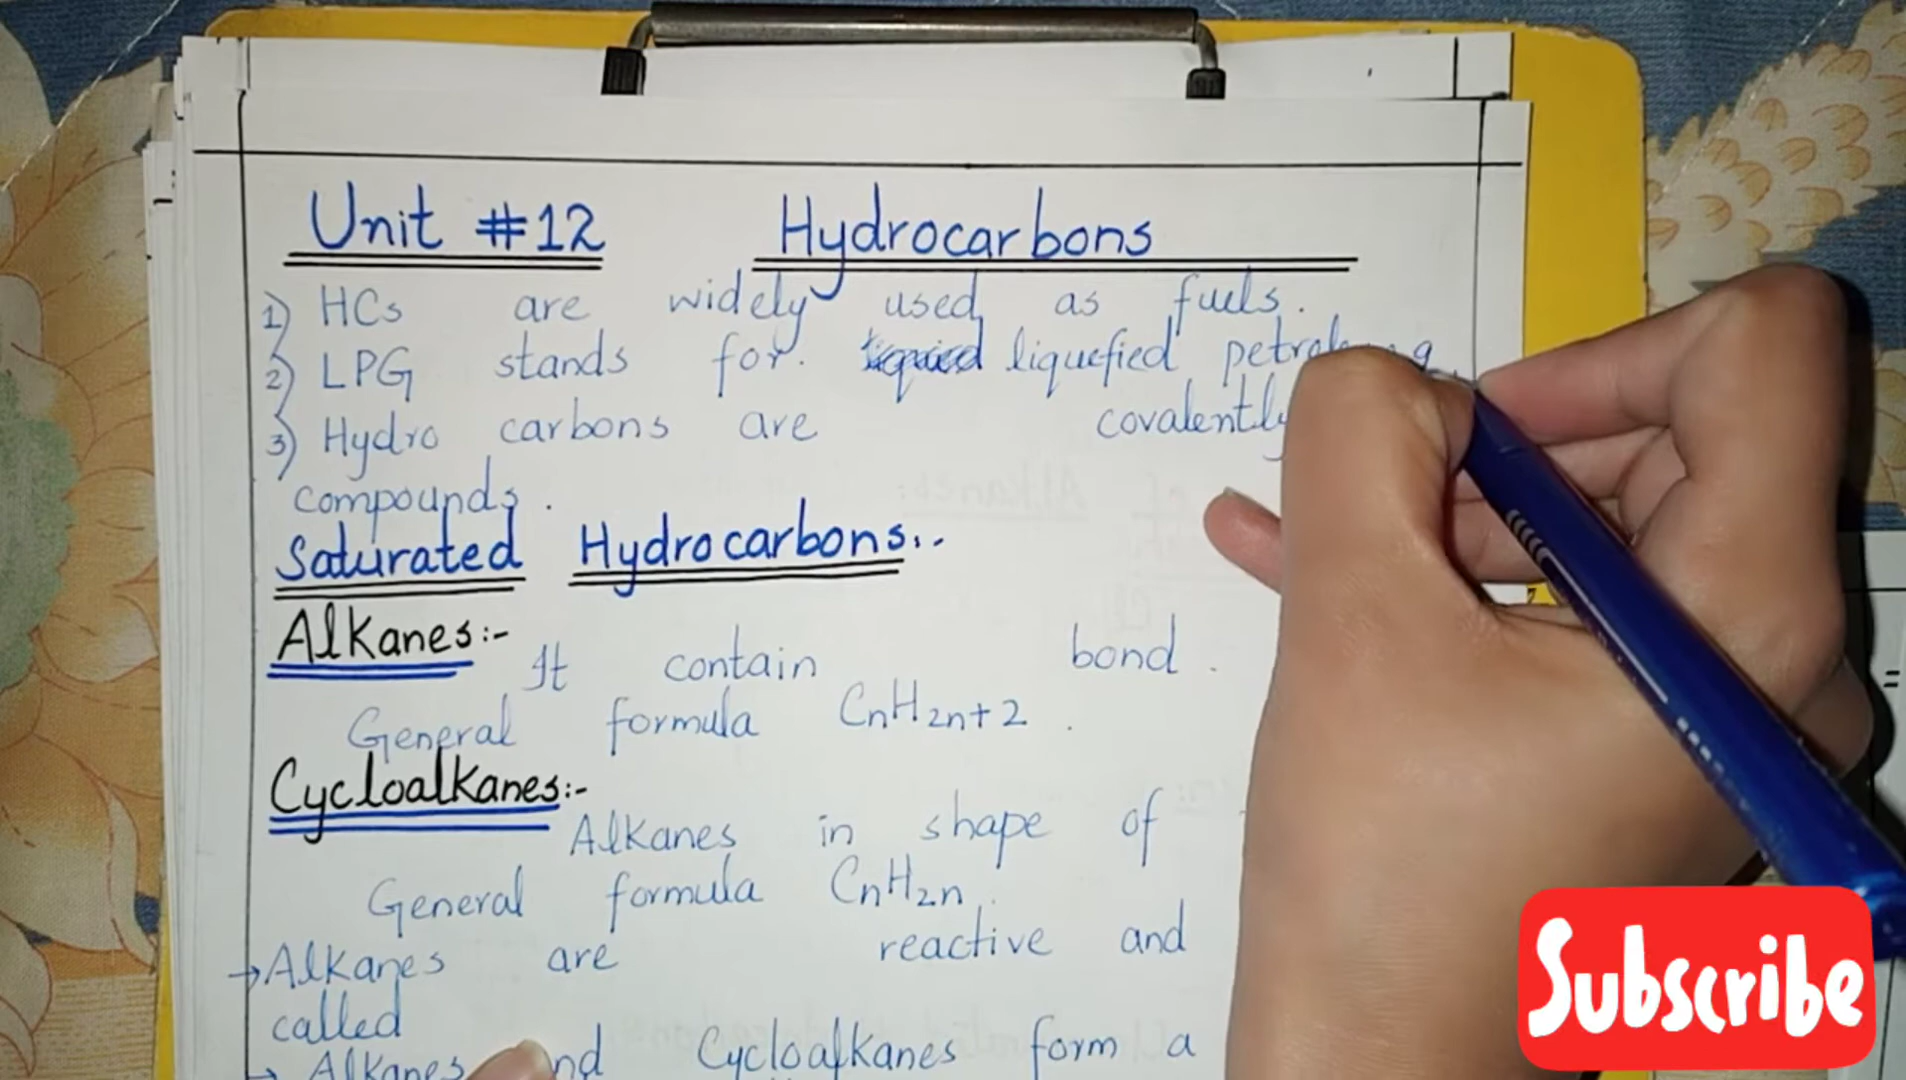 Unit #12 Hydrocarbons
1) HCs are widely used as fuels.
2) LPG stands for. liquefied
3) Hydro carbons are covalently
compounds.
Saturated Hydrocarbons:-
Alkanes:-
It contain bond.
General formula CnH2n+2.
Cycloalkanes:-
Alkanes in shape of
General formula CnH2n.
→Alkanes are reactive and
called
→ Alkanes Cycloalkanes form a
Subscribe